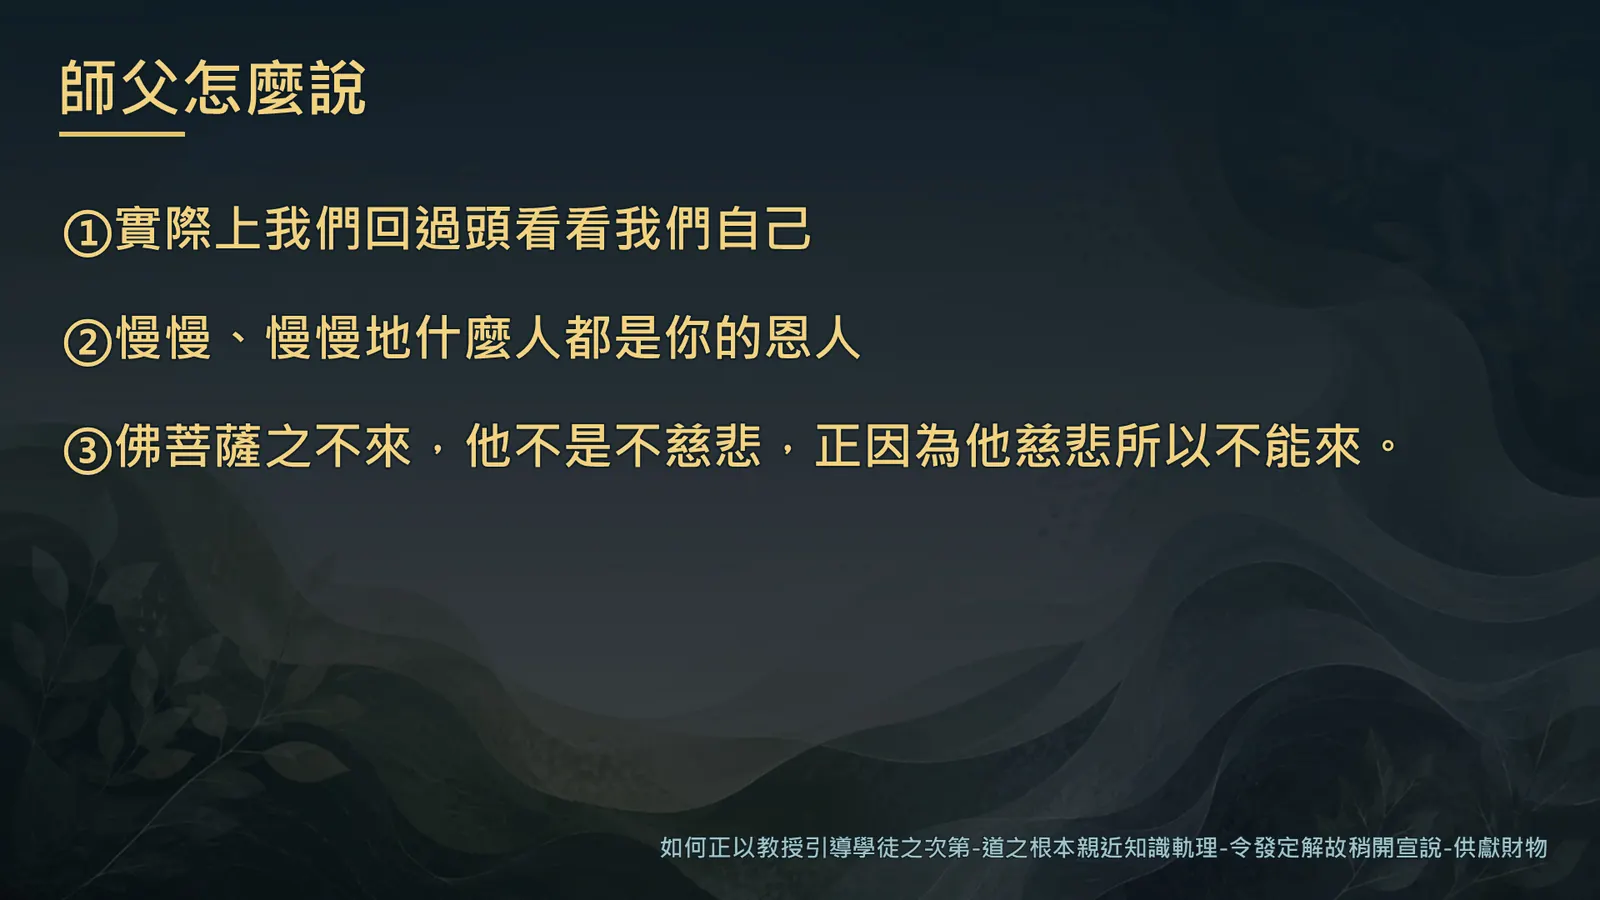 師父怎麼說
①實際上我們回過頭看看我們自己
②慢慢、慢慢地什麼人都是你的恩人
③佛菩薩之不來，他不是不慈悲，正因為他慈悲所以不能來。
如何正以教授引導學徒之次第-道之根本親近知識軌理-令發定解故稍開宣說-供獻財物